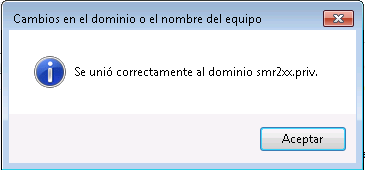 Cambios en el dominio o el nombre del equipo
Se unió correctamente al dominio smr2xx.priv.
Aceptar